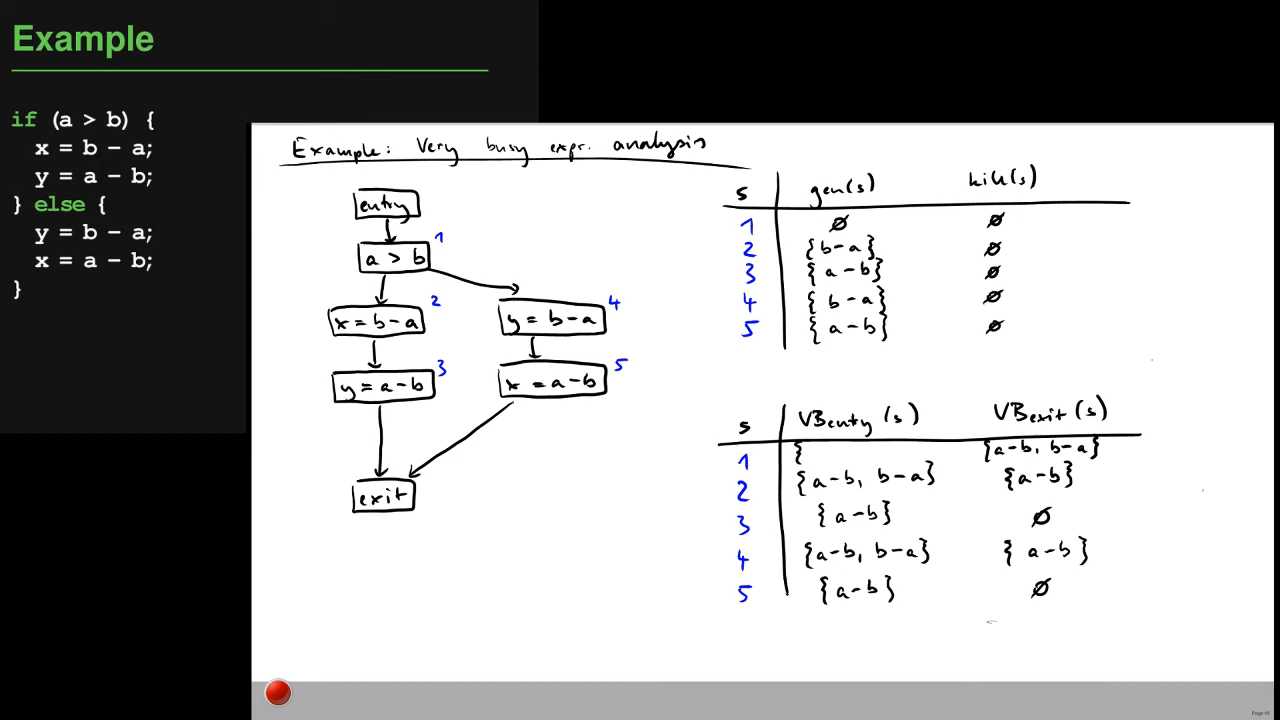 Example
if (a > b) {
x = b - a;
y = a - b;
} else {
y = b - a;
x = a - b;
}
Example: Very busy expr. analysis
entry
a > b 1
x = b - a 2
y = a - b 3
y = b - a 4
x = a - b 5
exit
s gen(s) kill(s)
1 ∅ ∅
2 {b-a} ∅
3 {a-b} ∅
4 {b-a} ∅
5 {a-b} ∅
s VBentry (s) VBexit (s)
1 { {a-b, b-a}
2 {a-b, b-a} {a-b}
3 {a-b} ∅
4 {a-b, b-a} {a-b}
5 {a-b} ∅